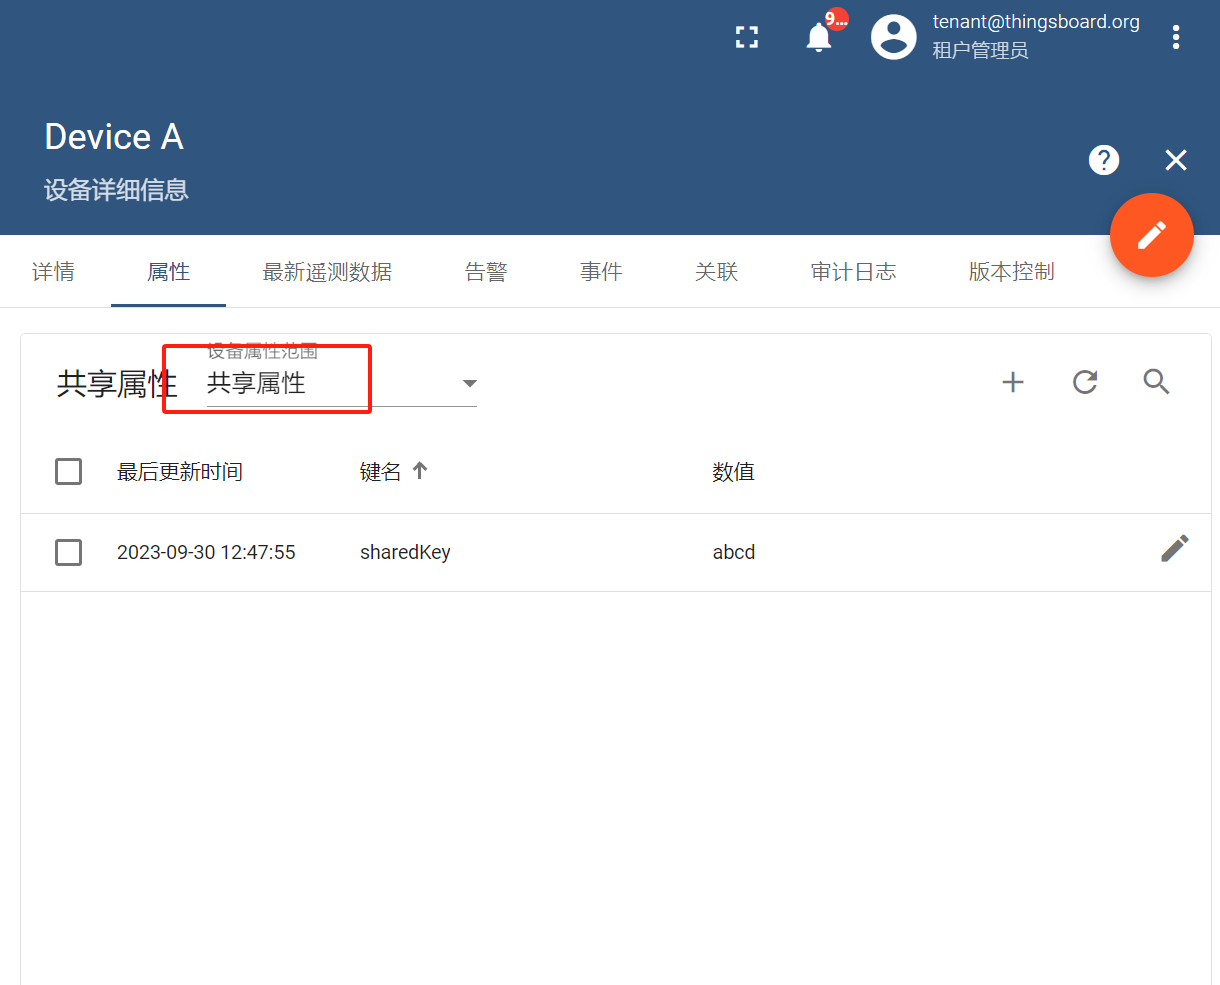 9...
tenant@thingsboard.org
租户管理员
Device A
设备详细信息
详情 属性 最新遥测数据 告警 事件 关联 审计日志 版本控制
设备属性范围
共享属性 共享属性
最后更新时间 键名 数值
2023-09-30 12:47:55 sharedKey abcd